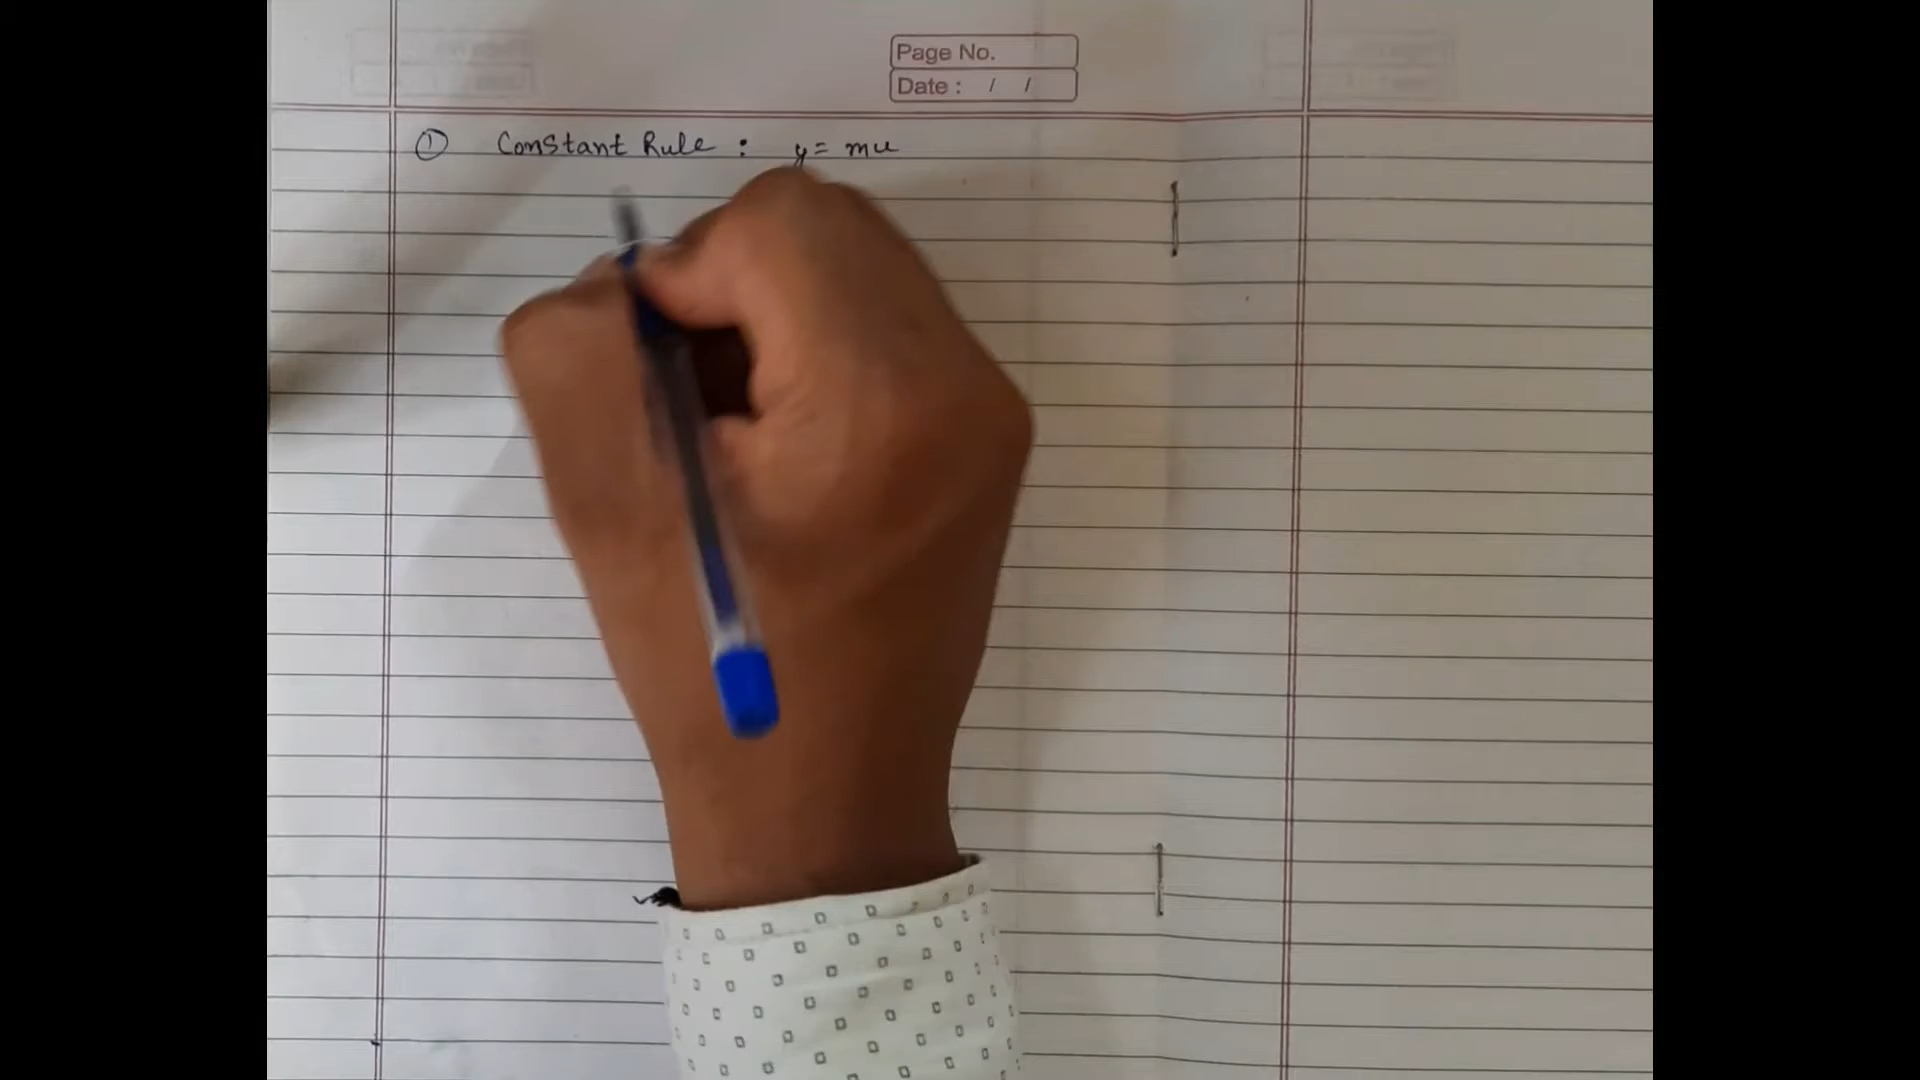 Page No.
Date : / /
① Constant Rule : y = mu